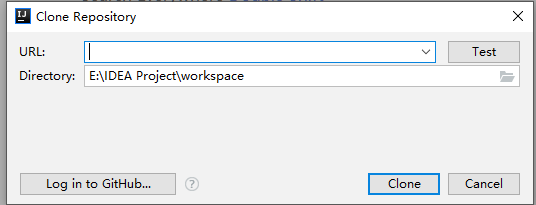 Clone Repository
URL:
Test
Directory: E:\IDEA Project\workspace
Log in to GitHub...
?
Clone
Cancel